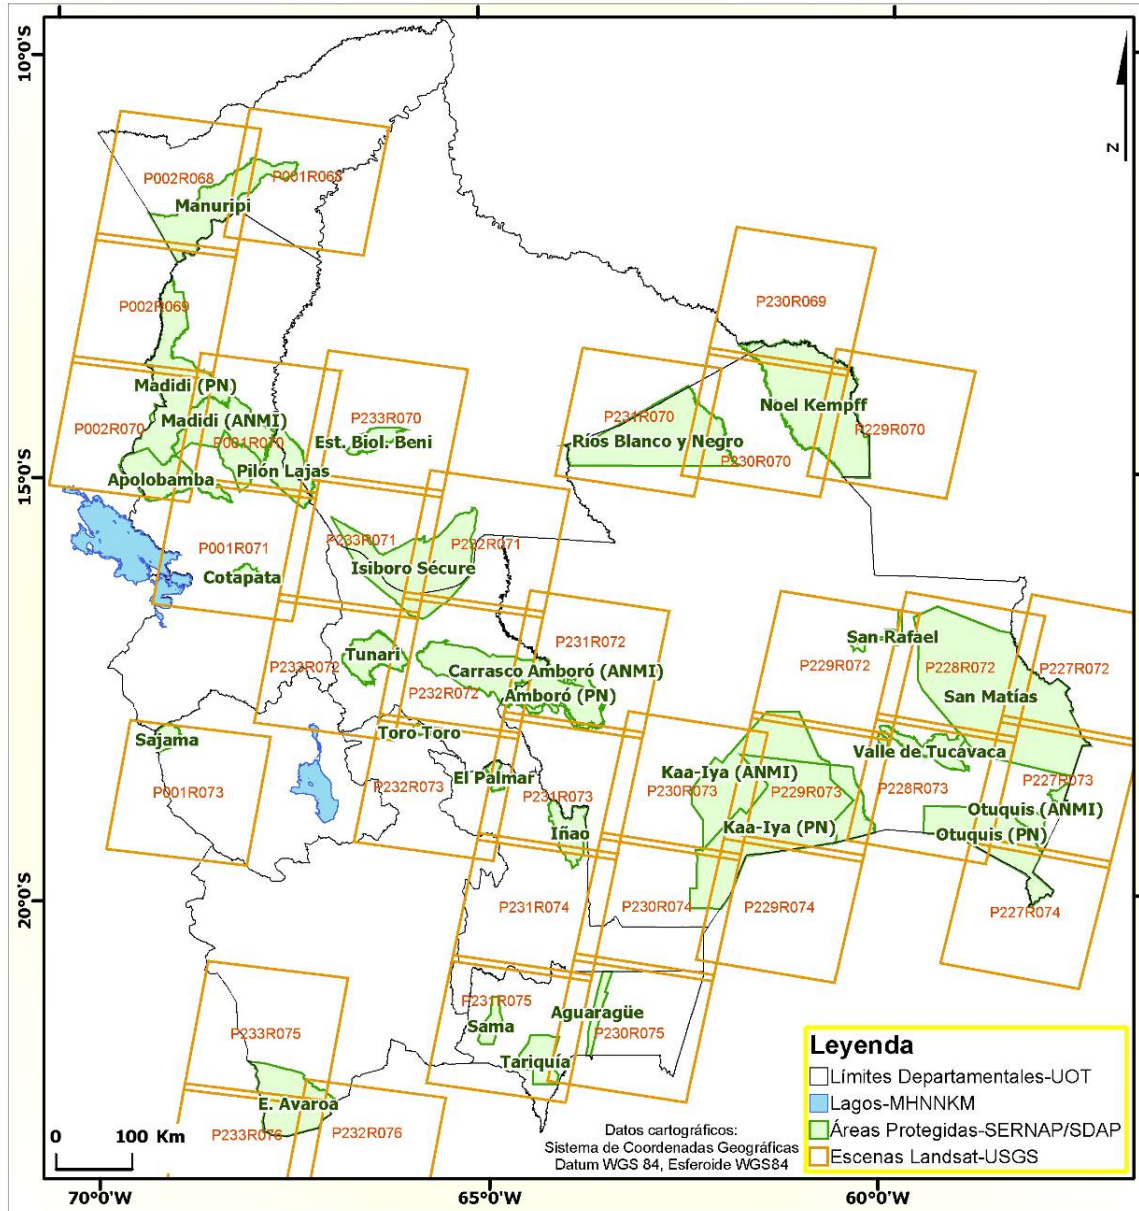 10°0'S
15°0'S
20°0'S
N
P002R068
P001R068
Manuripi
P002R069
P230R069
Madidi (PN)
Madidi (ANMI)
P002R070
P001R070
P233R070
Est. Biol. Beni
Pilón Lajas
Apolobamba
P231R070
Ríos Blanco y Negro
P230R070
Noel Kempff
P229R070
P001R071
Cotapata
P233R071
P232R071
Isiboro Sécure
P231R072
P233R072
Tunari
Carrasco Amboró (ANMI)
P232R072
Amboró (PN)
San Rafael
P229R072
P228R072
P227R072
San Matías
Sajama
Toro Toro
Valle de Tucávaca
P001R073
P232R073
El Palmar
P231R073
Iñao
Kaa-Iya (ANMI)
P230R073
P229R073
Kaa-Iya (PN)
P228R073
P227R073
Otuquis (ANMI)
Otuquis (PN)
P231R074
P230R074
P229R074
P227R074
P233R075
P231R075
Sama
Aguaragüe
P230R075
Tariquía
E. Avaroa
P233R076
P232R076
0 100 Km
Datos cartográficos:
Sistema de Coordenadas Geográficas
Datum WGS 84, Esferoide WGS84
Leyenda
Límites Departamentales-UOT
Lagos-MHNNKM
Áreas Protegidas-SERNAP/SDAP
Escenas Landsat-USGS
70°0'W
65°0'W
60°0'W